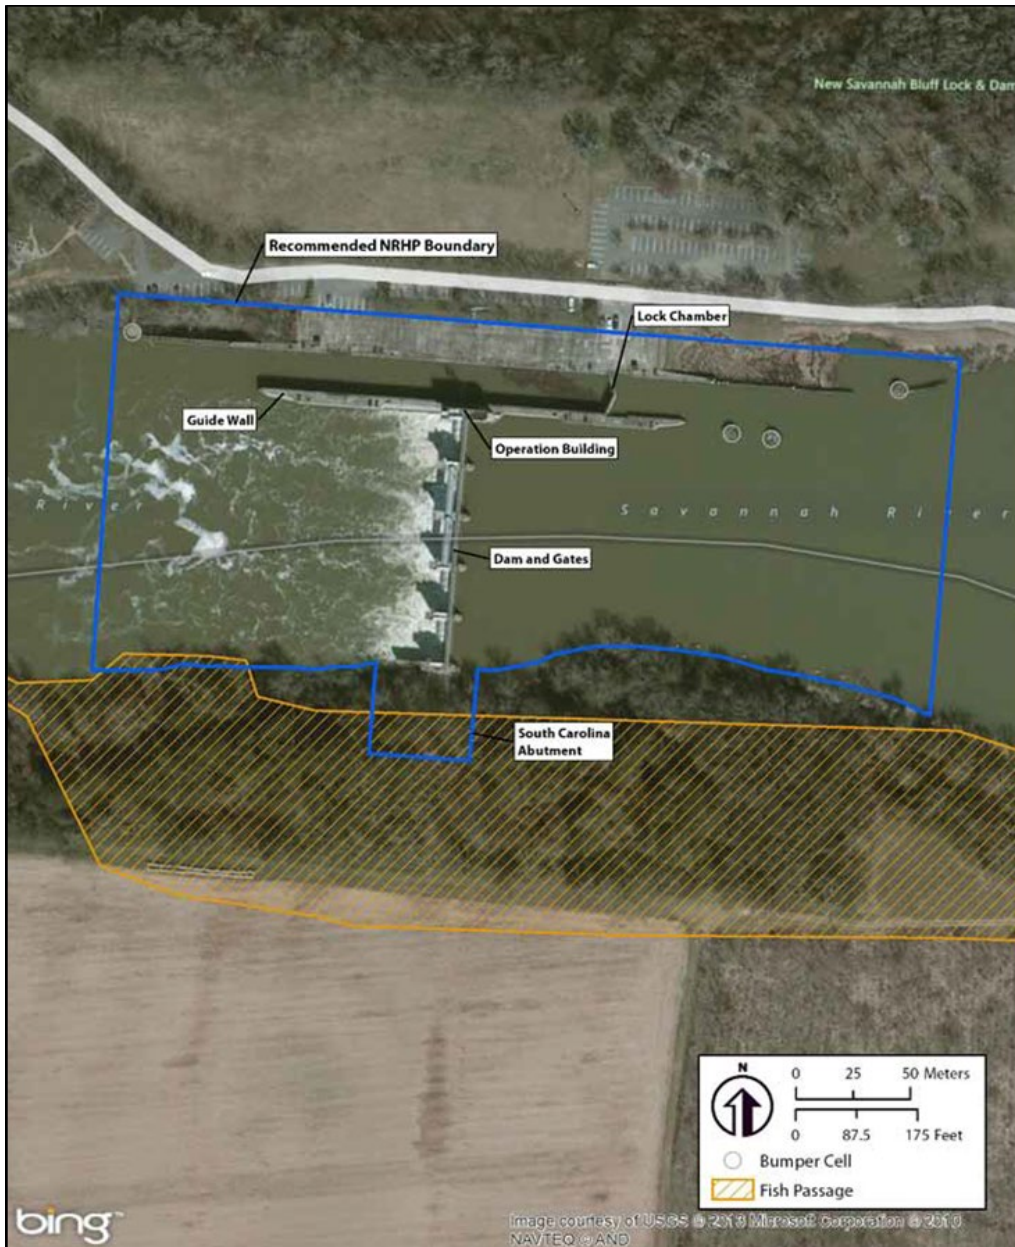 New Savannah Bluff Lock & Dam
Recommended NRHP Boundary
Lock Chamber
Guide Wall
Operation Building
River
Savannah River
Dam and Gates
South Carolina
Abutment
N
0 25 50 Meters
0 87.5 175 Feet
Bumper Cell
Fish Passage
bing™
Image courtesy of USGS © 2013 Microsoft Corporation © 2010
NAVTEQ © AND